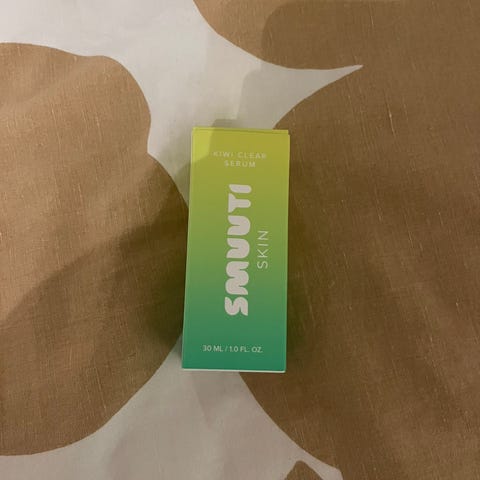 KIWI CLEAR
SERUM
SMUUTI
SKIN
30 ML / 1.0 FL. OZ.